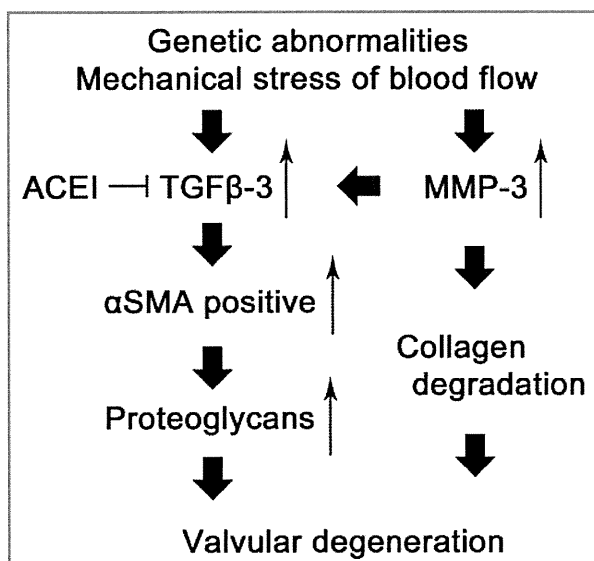 Genetic abnormalities
Mechanical stress of blood flow
ACEI TGFβ-3 MMP-3
αSMA positive
Collagen
degradation
Proteoglycans
Valvular degeneration